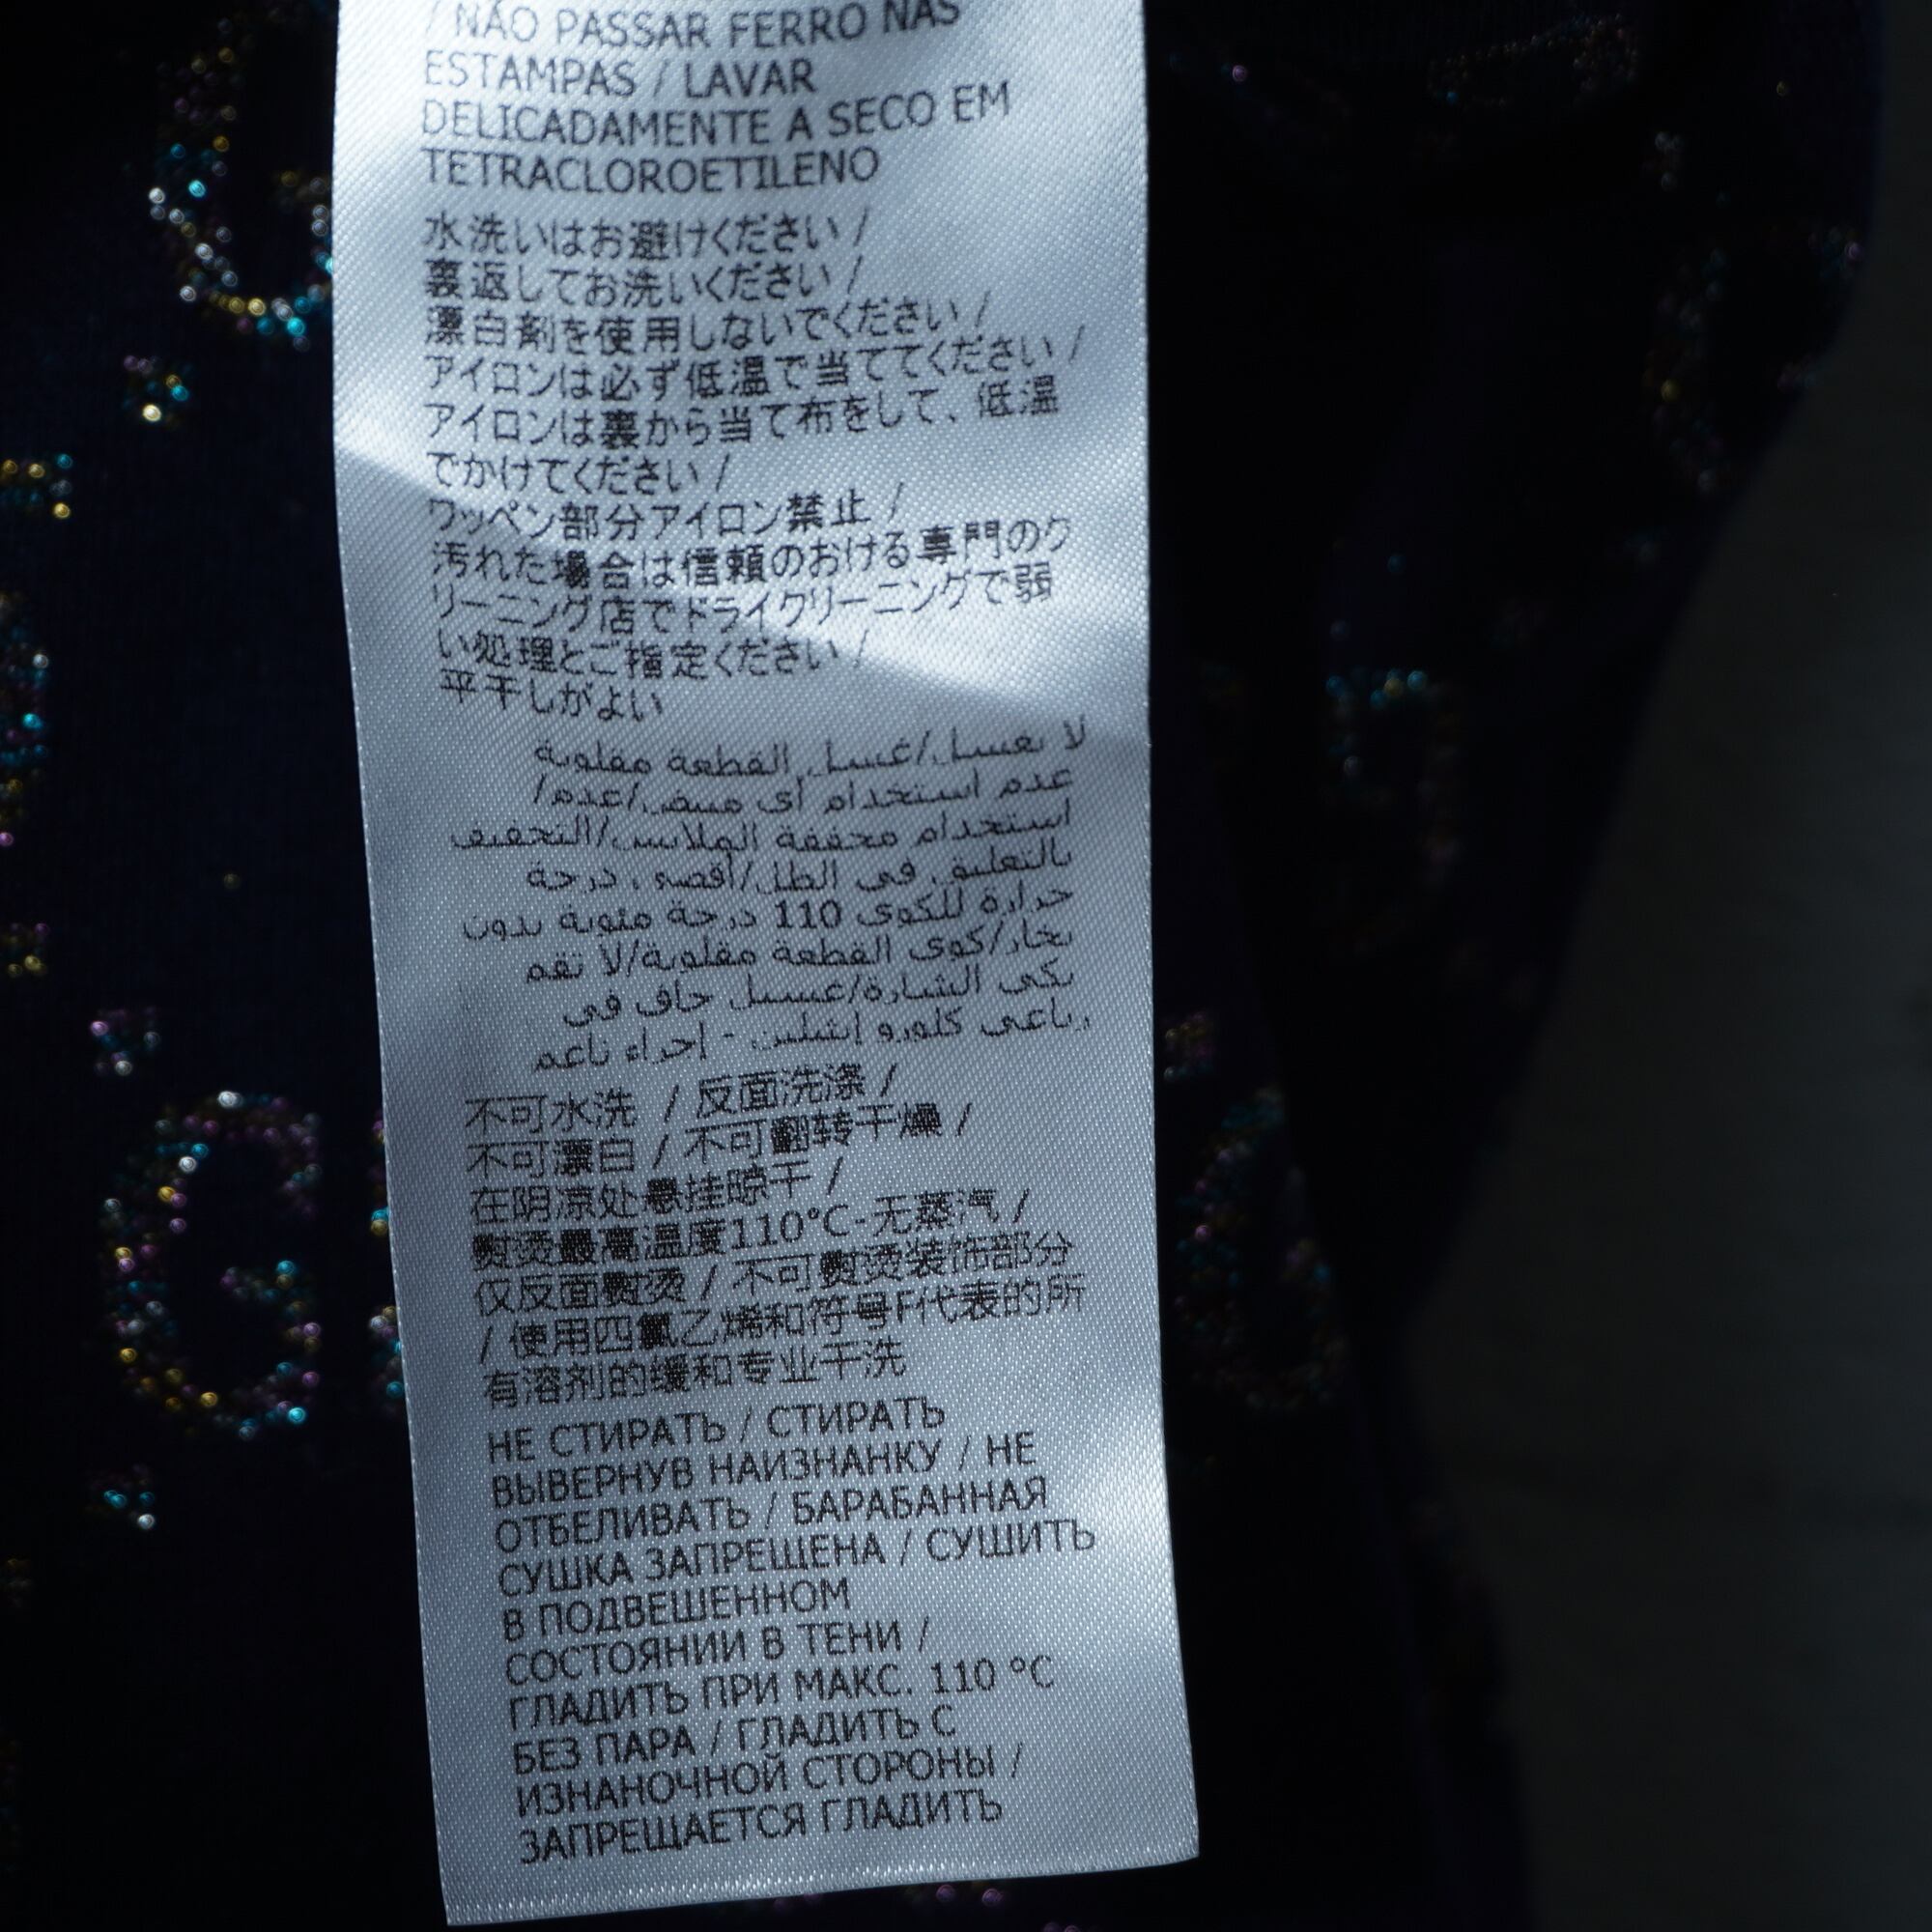 / NÃO PASSAR FERRO NAS
ESTAMPAS / LAVAR
DELICADAMENTE A SECO EM
TETRACLOROETILENO
水洗いはお避けください /
裏返してお洗いください /
漂白剤を使用しないでください /
アイロンは必ず低温で当ててください /
アイロンは裏から当て布をして、低温
でかけてください /
ワッペン部分アイロン禁止 /
汚れた場合は信頼のおける専門のク
リーニング店でドライクリーニングで弱
い処理とご指定ください /
平干しがよい
لا تغسل/غسل القطعة مقلوبة
عدم استخدام أى مبيض/عدم/
استخدام مجففة الملابس/التجفيف
بالتعليق في الظل/أقصى درجة
حرارة للكوى 110 درجة مئوية بدون
بخار/كوى القطعة مقلوبة/لا تقم
بكى الشارة/غسيل جاف في
رباعي كلورو إيثيلين - إجراء ناعم
不可水洗 / 反面洗涤 /
不可漂白 / 不可翻转干燥 /
在阴凉处悬挂晾干 /
熨烫最高温度110°C-无蒸汽 /
仅反面熨烫 / 不可熨烫装饰部分
/ 使用四氯乙烯和符号F代表的所
有溶剂的缓和专业干洗
НЕ СТИРАТЬ / СТИРАТЬ
ВЫВЕРНУВ НАИЗНАНКУ / НЕ
ОТБЕЛИВАТЬ / БАРАБАННАЯ
СУШКА ЗАПРЕЩЕНА / СУШИТЬ
В ПОДВЕШЕННОМ
СОСТОЯНИИ В ТЕНИ /
ГЛАДИТЬ ПРИ МАКС. 110 °C
БЕЗ ПАРА / ГЛАДИТЬ С
ИЗНАНОЧНОЙ СТОРОНЫ /
ЗАПРЕЩАЕТСЯ ГЛАДИТЬ